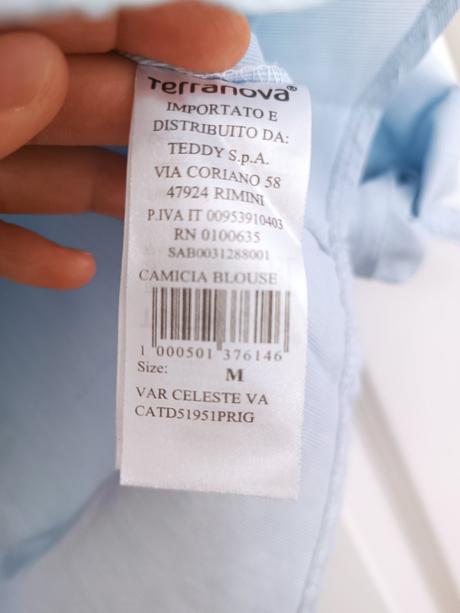 Terranova®
IMPORTATO E
DISTRIBUITO DA:
TEDDY S.p.A.
VIA CORIANO 58
47924 RIMINI
P.IVA IT 00953910403
RN 0100635
SAB0031288001
CAMICIA BLOUSE
1 000501 376146
Size: M
VAR CELESTE VA
CATD51951PRIG